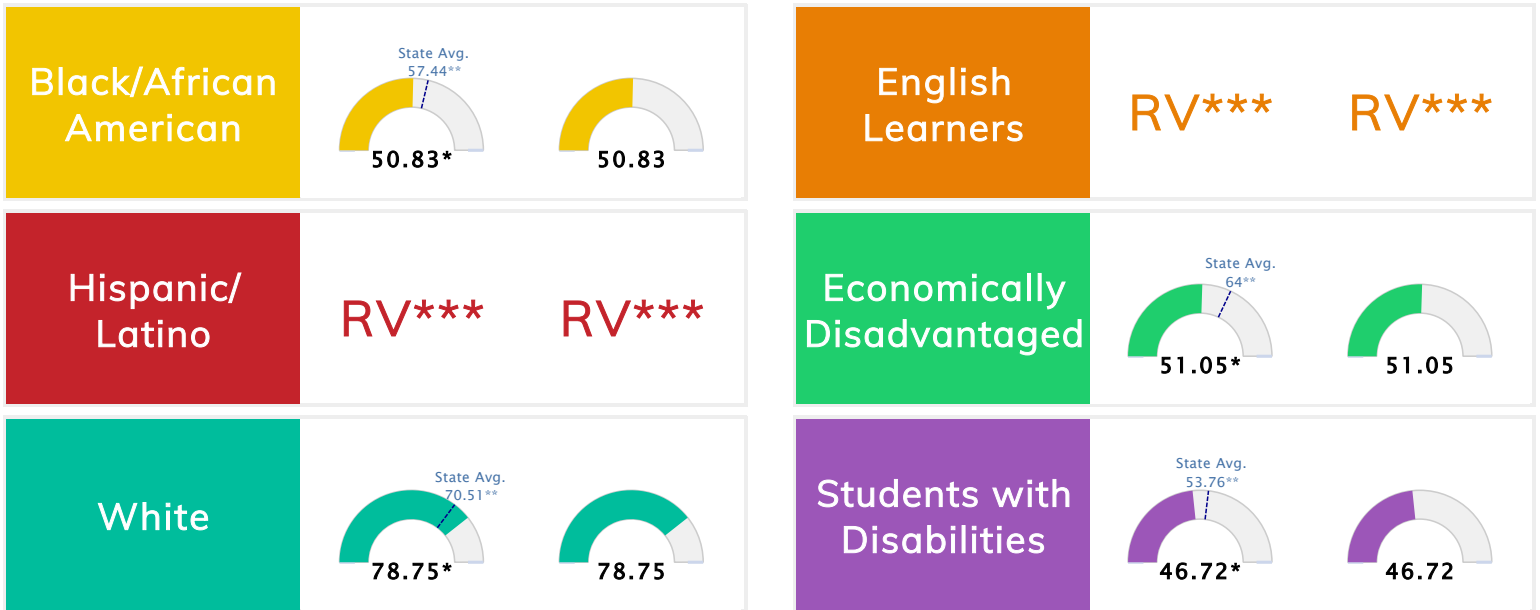 Black/African
American
State Avg.
57.44**
50.83*
50.83
English
Learners
RV***
RV***
Hispanic/
Latino
RV***
RV***
Economically
Disadvantaged
State Avg.
64**
51.05*
51.05
White
State Avg.
70.51**
78.75*
78.75
Students with
Disabilities
State Avg.
53.76**
46.72*
46.72